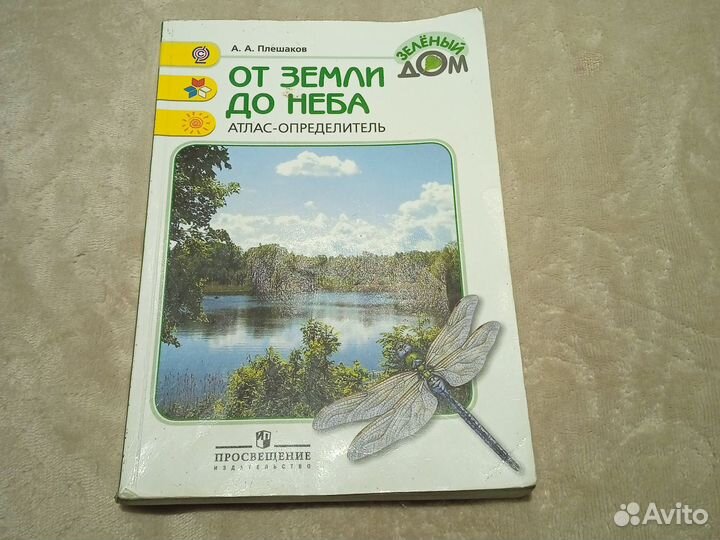 А. А. Плешаков
ЗЕЛЁНЫЙ
ДОМ
ОТ ЗЕМЛИ
ДО НЕБА
АТЛАС-ОПРЕДЕЛИТЕЛЬ
ПРОСВЕЩЕНИЕ
ИЗДАТЕЛЬСТВО
Avito